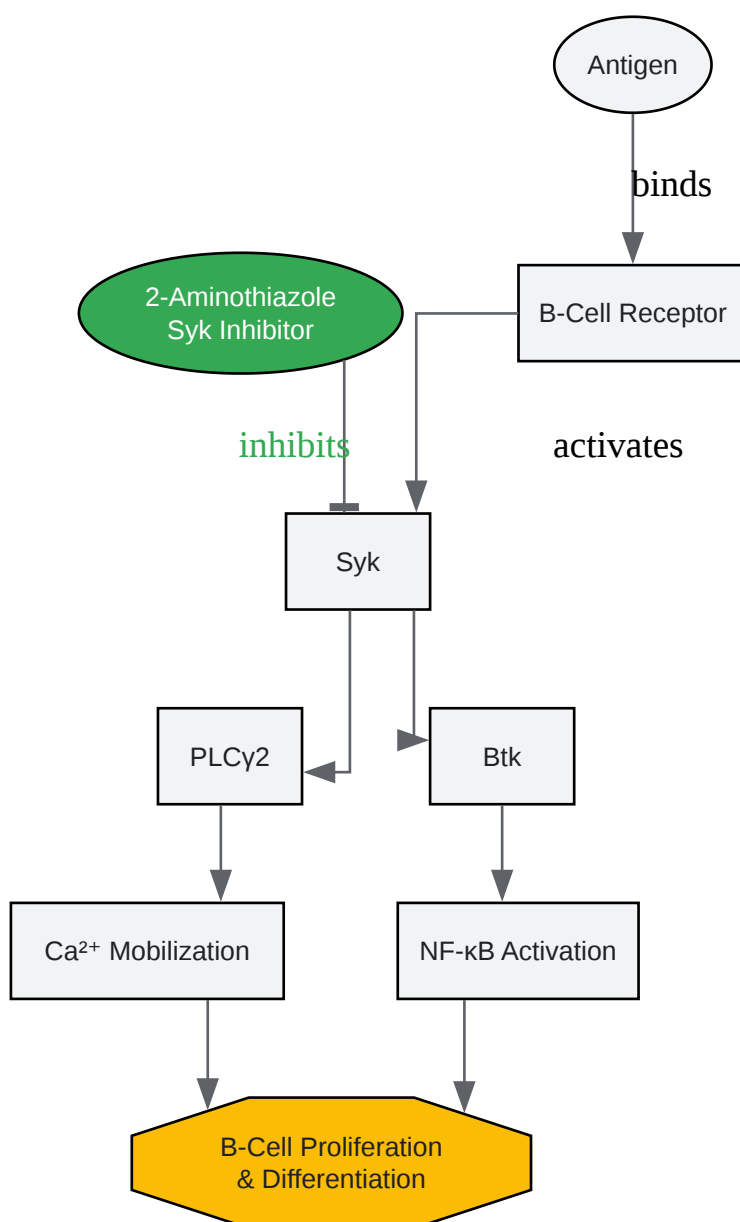 Antigen
binds
2-Aminothiazole
Syk Inhibitor
B-Cell Receptor
inhibits
activates
Syk
PLCγ2
Btk
Ca²⁺ Mobilization
NF-κB Activation
B-Cell Proliferation
& Differentiation